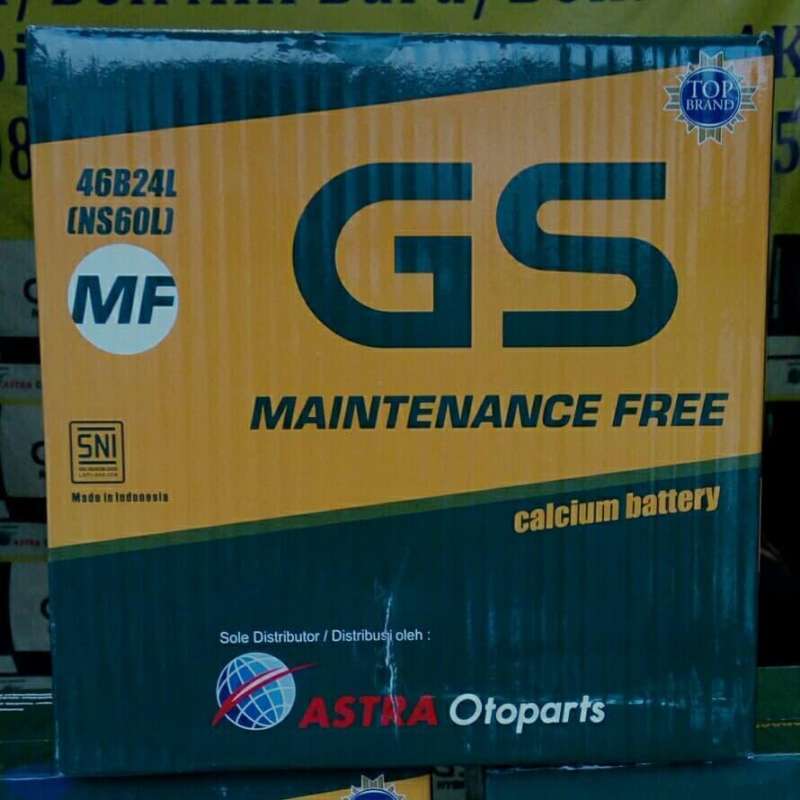 TOP
BRAND
46B24L
(NS60L)
GS
MF
MAINTENANCE FREE
SNI
Made in Indonesia
calcium battery
Sole Distributor / Distribusi oleh :
ASTRA Otoparts